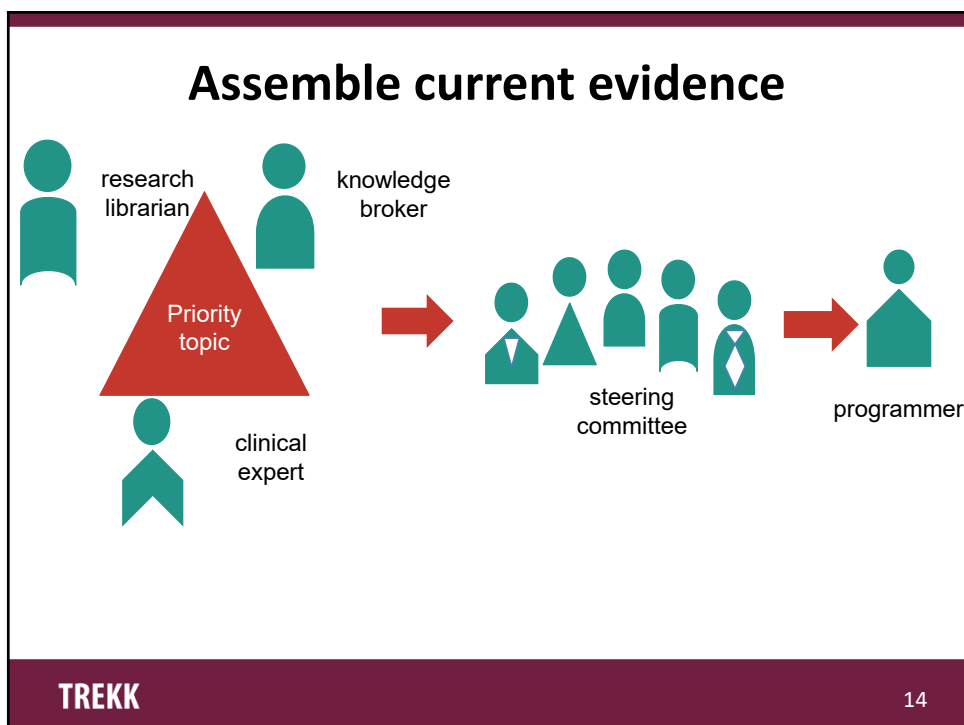 Assemble current evidence
research
librarian
knowledge
broker
Priority
topic
clinical
expert
steering
committee
programmer
TREKK
14